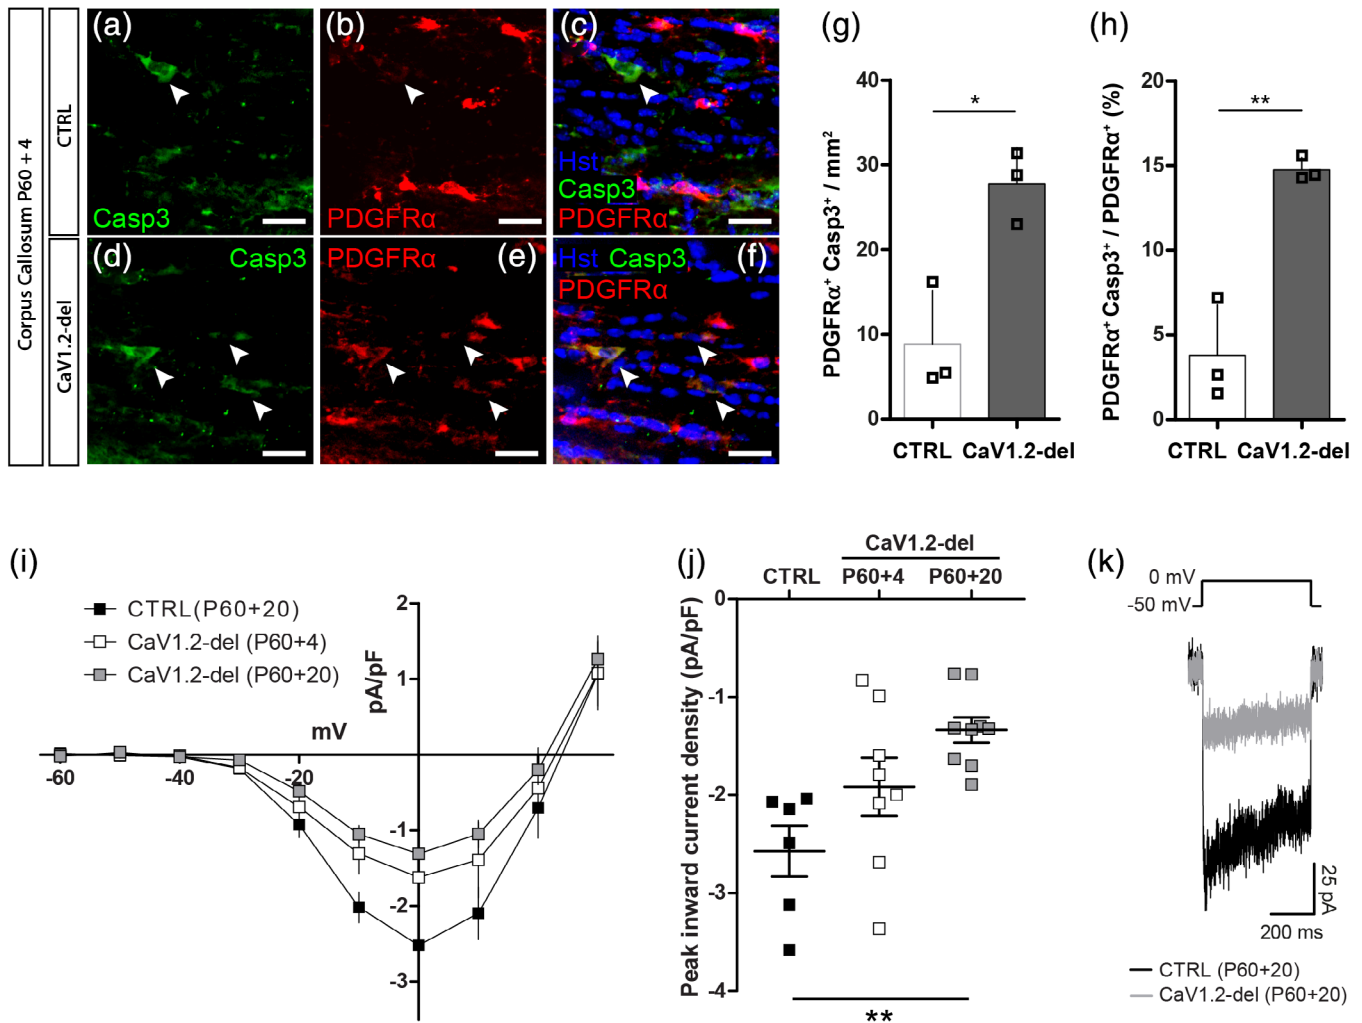 Corpus Callosum P60 + 4
CTRL
CaV1.2-del
(a)
Casp3
(b)
PDGFRα
(c)
Hst
Casp3
PDGFRα
(d)
Casp3
PDGFRα
(e)
Hst Casp3
(f)
PDGFRα
(g)
PDGFRα⁺ Casp3⁺ / mm²
40
30
20
10
0
*
CTRL CaV1.2-del
(h)
PDGFRα⁺ Casp3⁺ / PDGFRα⁺ (%)
20
15
10
5
0
**
CTRL CaV1.2-del
(i)
CTRL(P60+20)
CaV1.2-del (P60+4)
CaV1.2-del (P60+20)
pA/pF
mV
2
1
-60
-40
-20
-1
-2
-3
(j)
CaV1.2-del
CTRL P60+4 P60+20
Peak inward current density (pA/pF)
0
-1
-2
-3
-4
**
(k)
0 mV
-50 mV
25 pA
200 ms
CTRL (P60+20)
CaV1.2-del (P60+20)